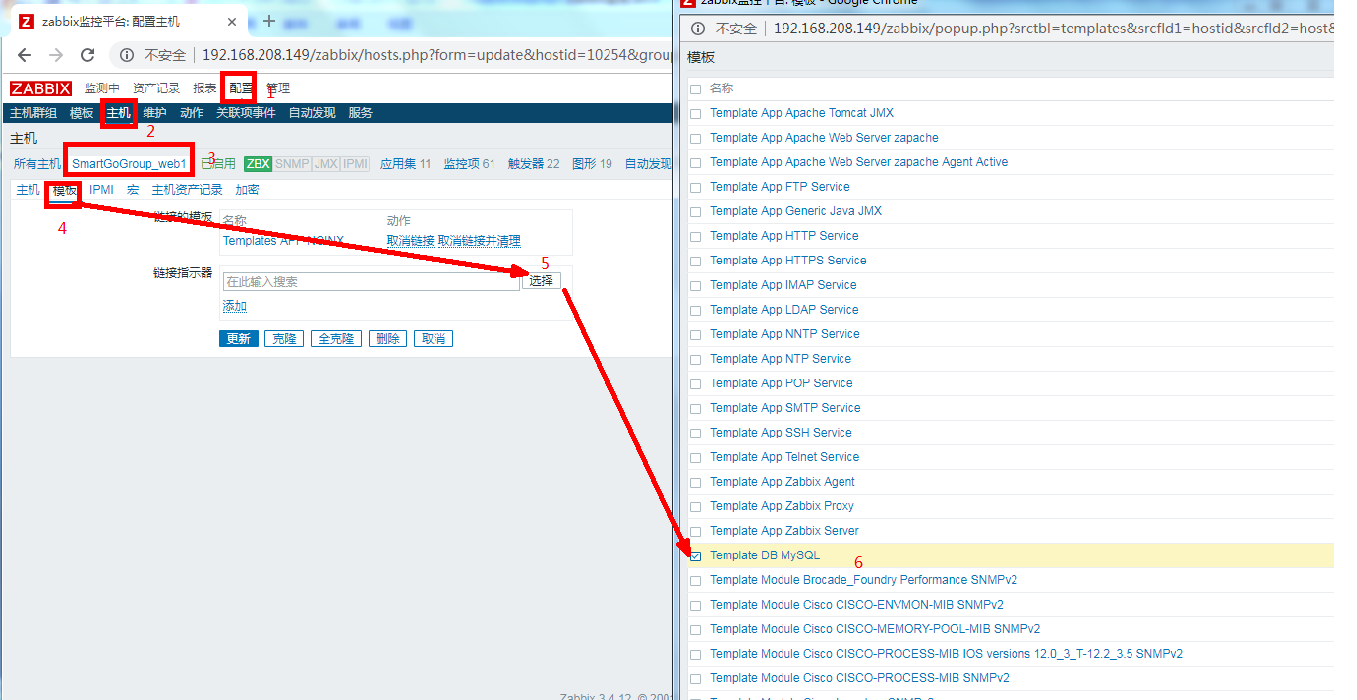 zabbix监控平台: 配置主机
不安全 192.168.208.149/zabbix/hosts.php?form=update&hostid=10254&grou
ZABBIX 监测中 资产记录 报表 配置 管理
1
主机群组 模板 主机 维护 动作 关联项事件 自动发现 服务
2
主机
所有主机 SmartGoGroup_web1 已启用 ZBX SNMP JMX IPMI 应用集 11 监控项 61 触发器 22 图形 19 自动发现
3
主机 模板 IPMI 宏 主机资产记录 加密
4
链接的模板 名称 动作
Templates APP-NGINX 取消链接 取消链接并清理
5
链接指示器 在此输入搜索 选择
添加
更新 克隆 全克隆 删除 取消
Zabbix 3.4.12. © 2001
zabbix监控平台: 模板 - Google Chrome
不安全 192.168.208.149/zabbix/popup.php?srctbl=templates&srcfld1=hostid&srcfld2=host&
模板
名称
Template App Apache Tomcat JMX
Template App Apache Web Server zapache
Template App Apache Web Server zapache Agent Active
Template App FTP Service
Template App Generic Java JMX
Template App HTTP Service
Template App HTTPS Service
Template App IMAP Service
Template App LDAP Service
Template App NNTP Service
Template App NTP Service
Template App POP Service
Template App SMTP Service
Template App SSH Service
Template App Telnet Service
Template App Zabbix Agent
Template App Zabbix Proxy
Template App Zabbix Server
Template DB MySQL
6
Template Module Brocade_Foundry Performance SNMPv2
Template Module Cisco CISCO-ENVMON-MIB SNMPv2
Template Module Cisco CISCO-MEMORY-POOL-MIB SNMPv2
Template Module Cisco CISCO-PROCESS-MIB IOS versions 12.0_3_T-12.2_3.5 SNMPv2
Template Module Cisco CISCO-PROCESS-MIB SNMPv2